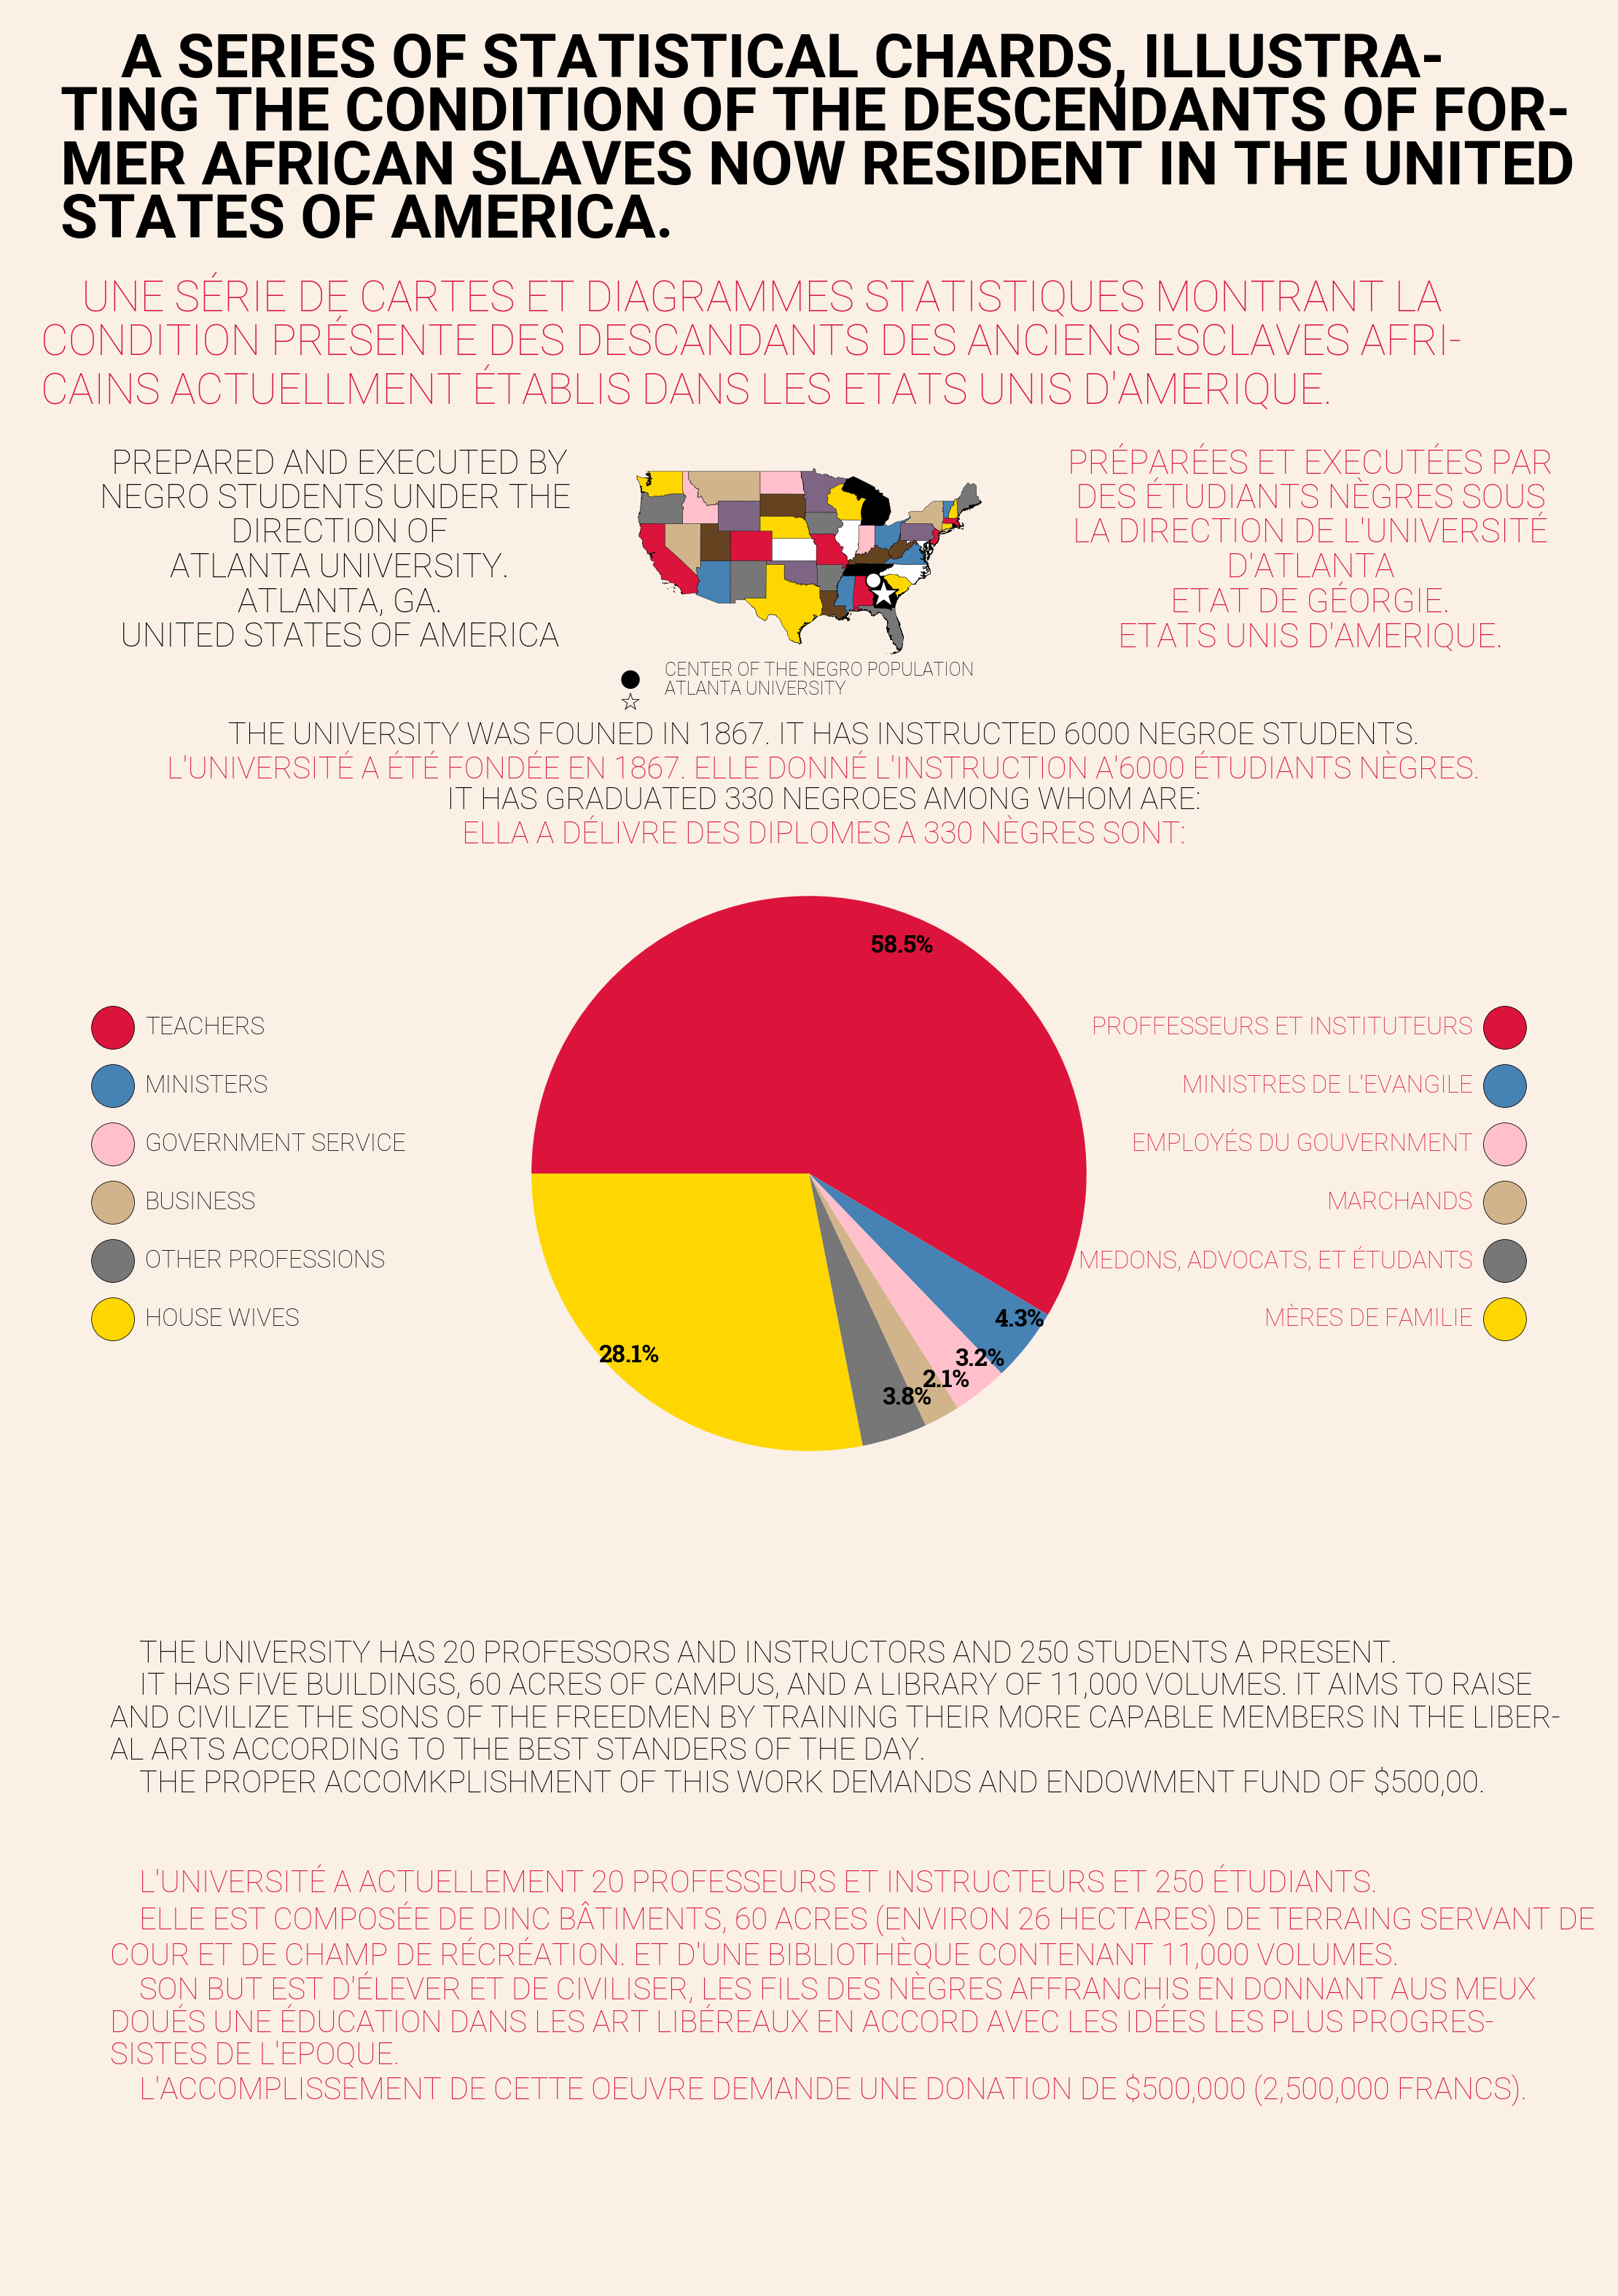 A SERIES OF STATISTICAL CHARDS, ILLUSTRA-
TING THE CONDITION OF THE DESCENDANTS OF FOR-
MER AFRICAN SLAVES NOW RESIDENT IN THE UNITED
STATES OF AMERICA.
UNE SÉRIE DE CARTES ET DIAGRAMMES STATISTIQUES MONTRANT LA
CONDITION PRÉSENTE DES DESCANDANTS DES ANCIENS ESCLAVES AFRI-
CAINS ACTUELLMENT ÉTABLIS DANS LES ETATS UNIS D'AMERIQUE.
PREPARED AND EXECUTED BY
NEGRO STUDENTS UNDER THE
DIRECTION OF
ATLANTA UNIVERSITY.
ATLANTA, GA.
UNITED STATES OF AMERICA
PRÉPARÉES ET EXECUTÉES PAR
DES ÉTUDIANTS NÈGRES SOUS
LA DIRECTION DE L'UNIVERSITÉ
D'ATLANTA
ETAT DE GÉORGIE.
ETATS UNIS D'AMERIQUE.
CENTER OF THE NEGRO POPULATION
ATLANTA UNIVERSITY
THE UNIVERSITY WAS FOUNED IN 1867. IT HAS INSTRUCTED 6000 NEGROE STUDENTS.
L'UNIVERSITÉ A ÉTÉ FONDÉE EN 1867. ELLE DONNÉ L'INSTRUCTION A'6000 ÉTUDIANTS NÈGRES.
IT HAS GRADUATED 330 NEGROES AMONG WHOM ARE:
ELLA A DÉLIVRE DES DIPLOMES A 330 NÈGRES SONT:
TEACHERS
MINISTERS
GOVERNMENT SERVICE
BUSINESS
OTHER PROFESSIONS
HOUSE WIVES
58.5%
4.3%
3.2%
2.1%
3.8%
28.1%
PROFFESSEURS ET INSTITUTEURS
MINISTRES DE L'EVANGILE
EMPLOYÉS DU GOUVERNMENT
MARCHANDS
MEDONS, ADVOCATS, ET ÉTUDANTS
MÈRES DE FAMILIE
THE UNIVERSITY HAS 20 PROFESSORS AND INSTRUCTORS AND 250 STUDENTS A PRESENT.
IT HAS FIVE BUILDINGS, 60 ACRES OF CAMPUS, AND A LIBRARY OF 11,000 VOLUMES. IT AIMS TO RAISE
AND CIVILIZE THE SONS OF THE FREEDMEN BY TRAINING THEIR MORE CAPABLE MEMBERS IN THE LIBER-
AL ARTS ACCORDING TO THE BEST STANDERS OF THE DAY.
THE PROPER ACCOMKPLISHMENT OF THIS WORK DEMANDS AND ENDOWMENT FUND OF $500,00.
L'UNIVERSITÉ A ACTUELLEMENT 20 PROFESSEURS ET INSTRUCTEURS ET 250 ÉTUDIANTS.
ELLE EST COMPOSÉE DE DINC BÂTIMENTS, 60 ACRES (ENVIRON 26 HECTARES) DE TERRAING SERVANT DE
COUR ET DE CHAMP DE RÉCRÉATION. ET D'UNE BIBLIOTHÈQUE CONTENANT 11,000 VOLUMES.
SON BUT EST D'ÉLEVER ET DE CIVILISER, LES FILS DES NÈGRES AFFRANCHIS EN DONNANT AUS MEUX
DOUÉS UNE ÉDUCATION DANS LES ART LIBÉREAUX EN ACCORD AVEC LES IDÉES LES PLUS PROGRES-
SISTES DE L'EPOQUE.
L'ACCOMPLISSEMENT DE CETTE OEUVRE DEMANDE UNE DONATION DE $500,000 (2,500,000 FRANCS).